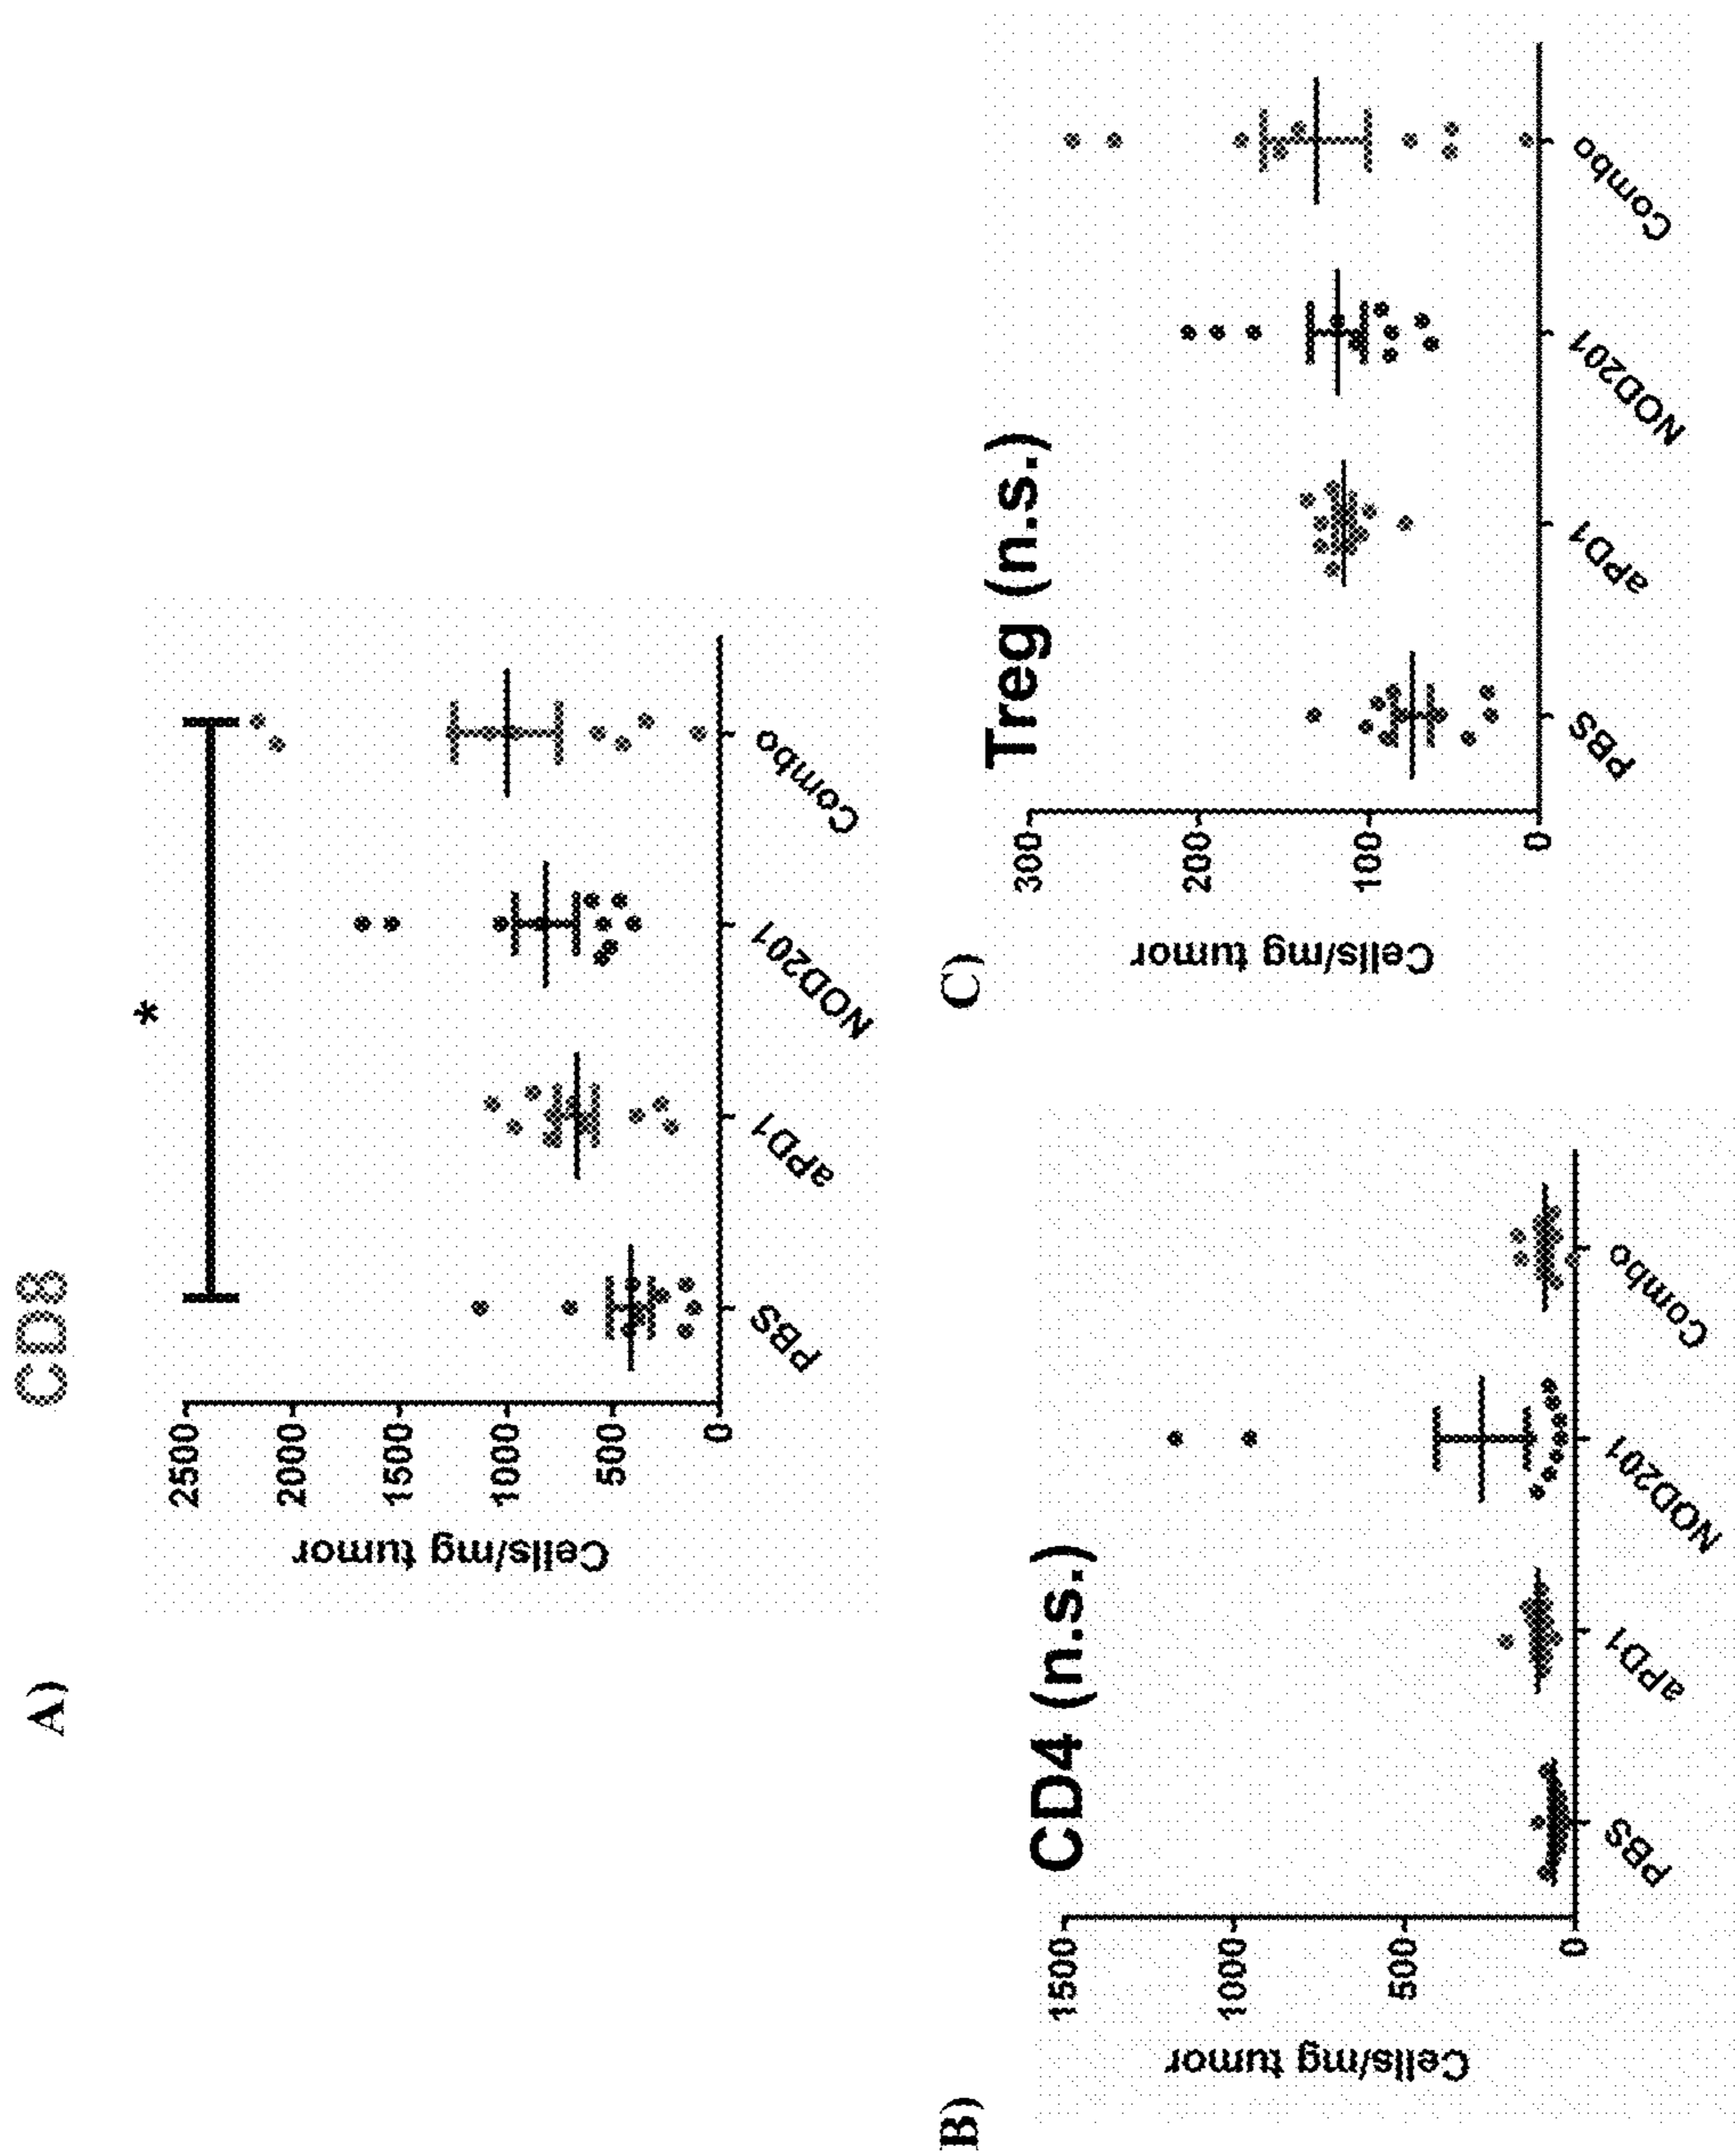 A)
CD8
*
Cells/mg tumor
2500
2000
1500
1000
500
0
PBS
aPD1
NOD201
Combo
B)
CD4 (n.s.)
Cells/mg tumor
1500
1000
500
0
PBS
aPD1
NOD201
Combo
C)
Treg (n.s.)
Cells/mg tumor
300
200
100
0
PBS
aPD1
NOD201
Combo